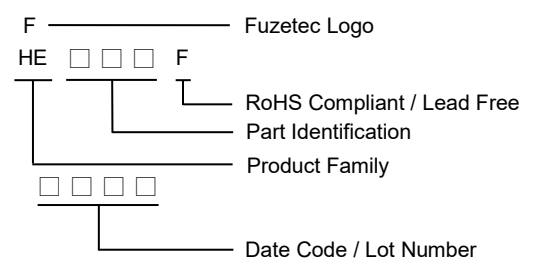 F Fuzetec Logo
HE □ □ □ F
RoHS Compliant / Lead Free
Part Identification
Product Family
□ □ □ □
Date Code / Lot Number